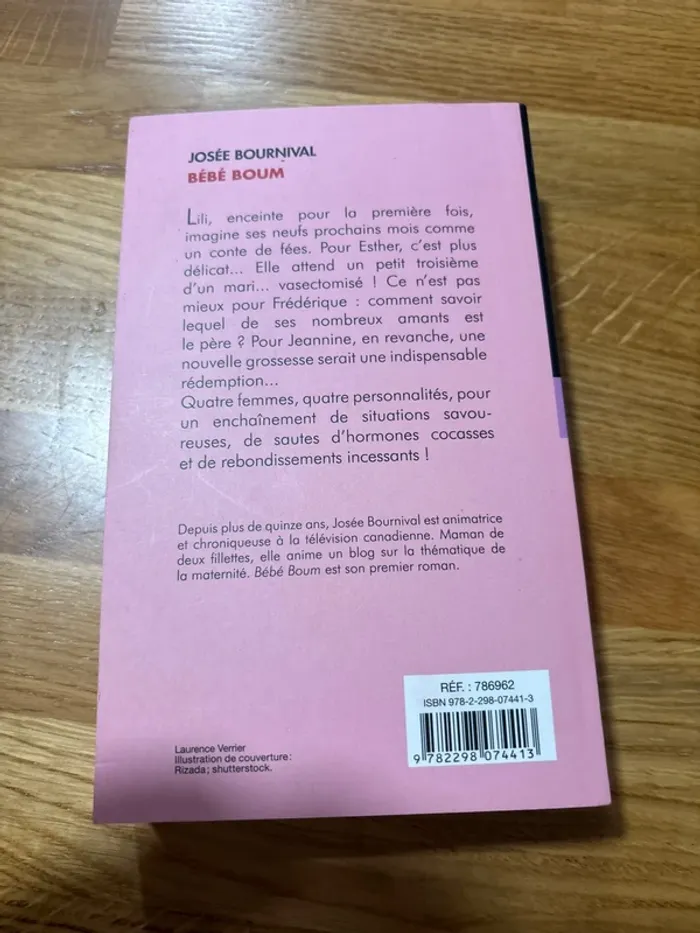 JOSÉE BOURNIVAL
BÉBÉ BOUM
Lili, enceinte pour la première fois,
imagine ses neufs prochains mois comme
un conte de fées. Pour Esther, c'est plus
délicat... Elle attend un petit troisième
d'un mari... vasectomisé ! Ce n'est pas
mieux pour Frédérique : comment savoir
lequel de ses nombreux amants est
le père ? Pour Jeannine, en revanche, une
nouvelle grossesse serait une indispensable
rédemption...
Quatre femmes, quatre personnalités, pour
un enchaînement de situations savou-
reuses, de sautes d'hormones cocasses
et de rebondissements incessants !
Depuis plus de quinze ans, Josée Bournival est animatrice
et chroniqueuse à la télévision canadienne. Maman de
deux fillettes, elle anime un blog sur la thématique de
la maternité. Bébé Boum est son premier roman.
RÉF. : 786962
ISBN 978-2-298-07441-3
9 782298 074413
Laurence Verrier
Illustration de couverture :
Rizada ; shutterstock.